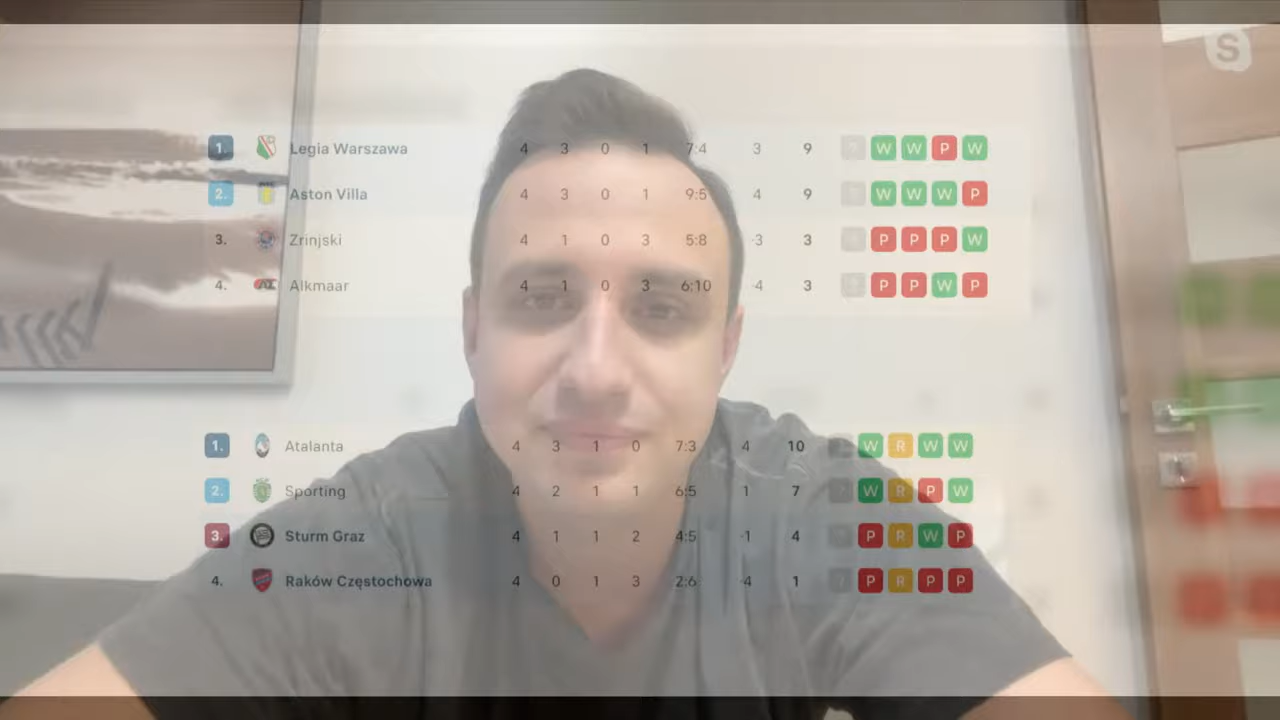 S
1. Legia Warszawa 4 3 0 1 7:4 3 9 ? W W P W
2. Aston Villa 4 3 0 1 9:5 4 9 ? W W W P
3. Zrinjski 4 1 0 3 5:8 -3 3 ? P P P W
4. AZ Alkmaar 4 1 0 3 6:10 -4 3 ? P P W P
1. Atalanta 4 3 1 0 7:3 4 10 ? W R W W
2. Sporting 4 2 1 1 6:5 1 7 ? W R P W
3. Sturm Graz 4 1 1 2 4:5 -1 4 ? P R W P
4. Raków Częstochowa 4 0 1 3 2:6 -4 1 ? P R P P